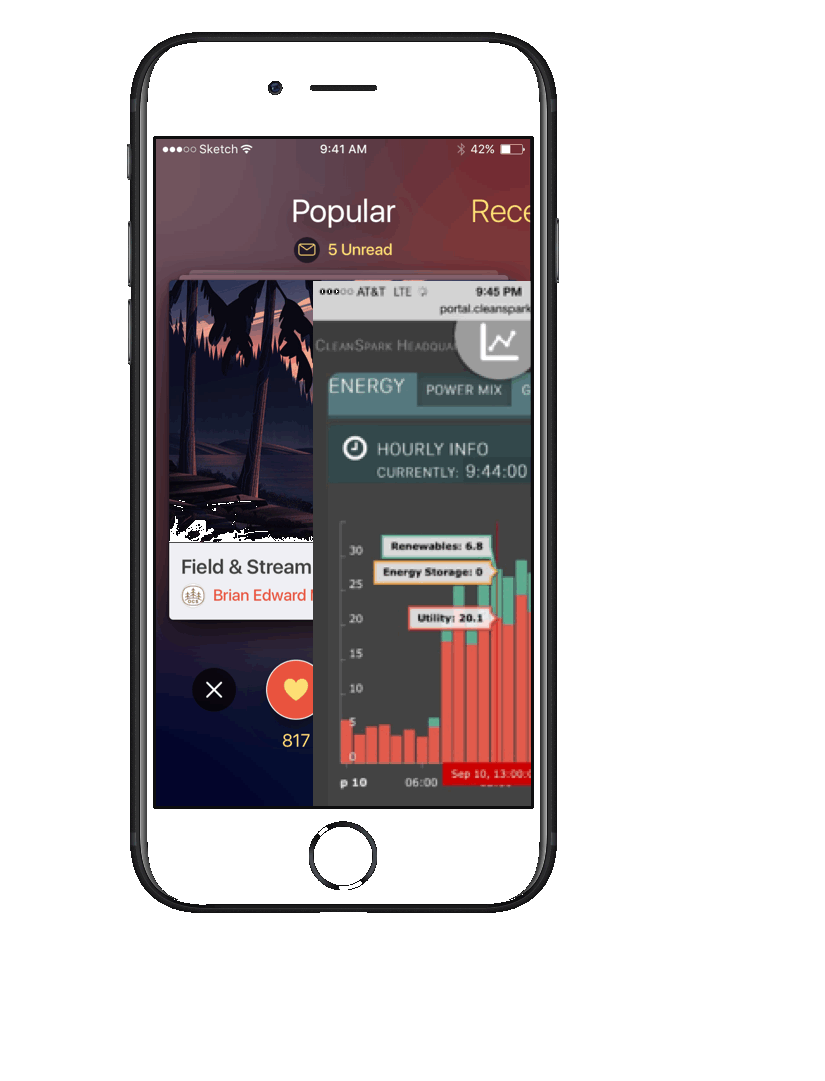 Sketch 9:41 AM 42%
Popular Rece
5 Unread
AT&T LTE 9:45 PM
portal.cleanspark
CLEANSPARK HEADQUA
ENERGY POWER MIX G
HOURLY INFO
CURRENTLY: 9:44:00
30
Renewables: 6.8
Energy Storage: 0
25
20
Utility: 20.1
15
10
5
0
Sep 10, 13:00:0
p 10 06:00
Field & Stream
Brian Edward
817